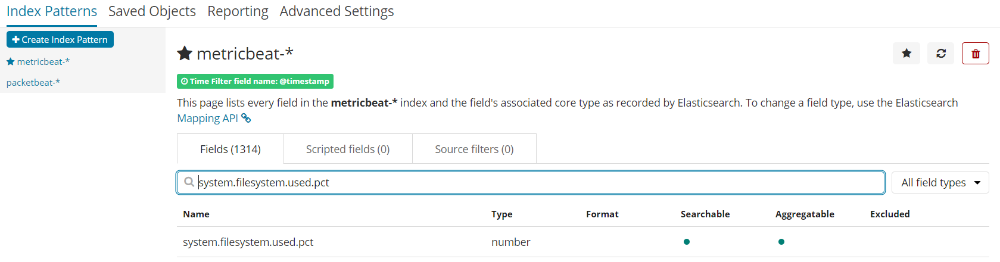 Index Patterns Saved Objects Reporting Advanced Settings
Create Index Pattern
metricbeat-*
packetbeat-*
metricbeat-*
Time Filter field name: @timestamp
This page lists every field in the metricbeat-* index and the field's associated core type as recorded by Elasticsearch. To change a field type, use the Elasticsearch
Mapping API
Fields (1314) Scripted fields (0) Source filters (0)
system.filesystem.used.pct All field types
Name Type Format Searchable Aggregatable Excluded
system.filesystem.used.pct number